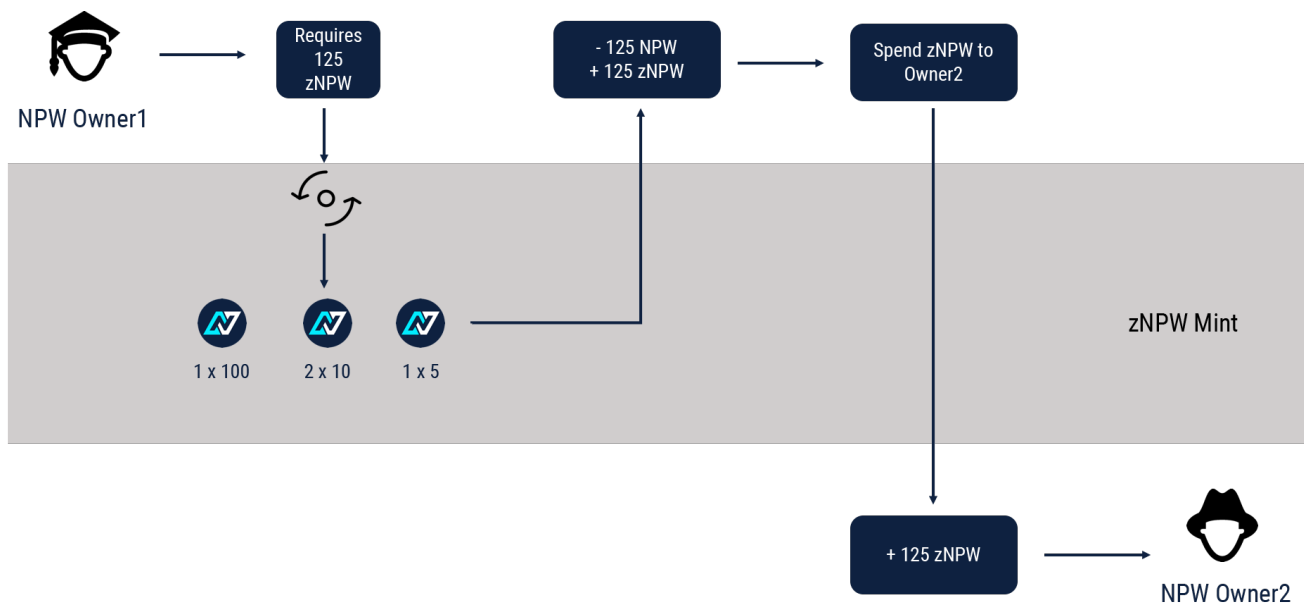 NPW Owner1
Requires
125
zNPW
- 125 NPW
+ 125 zNPW
Spend zNPW to
Owner2
1 x 100
2 x 10
1 x 5
zNPW Mint
+ 125 zNPW
NPW Owner2